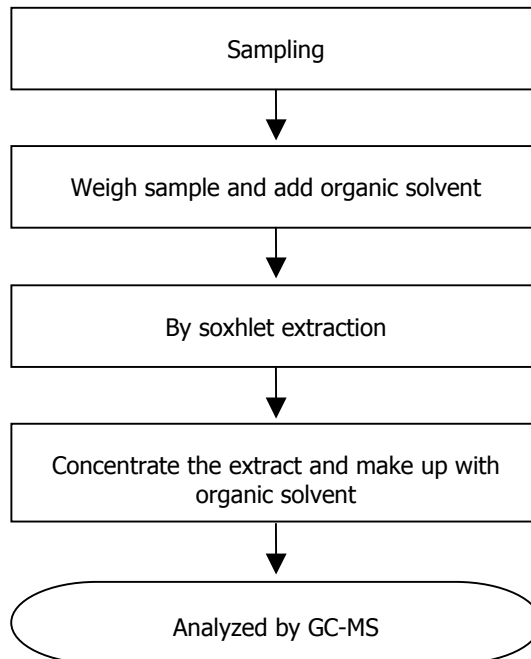 Sampling
Weigh sample and add organic solvent
By soxhlet extraction
Concentrate the extract and make up with
organic solvent
Analyzed by GC-MS